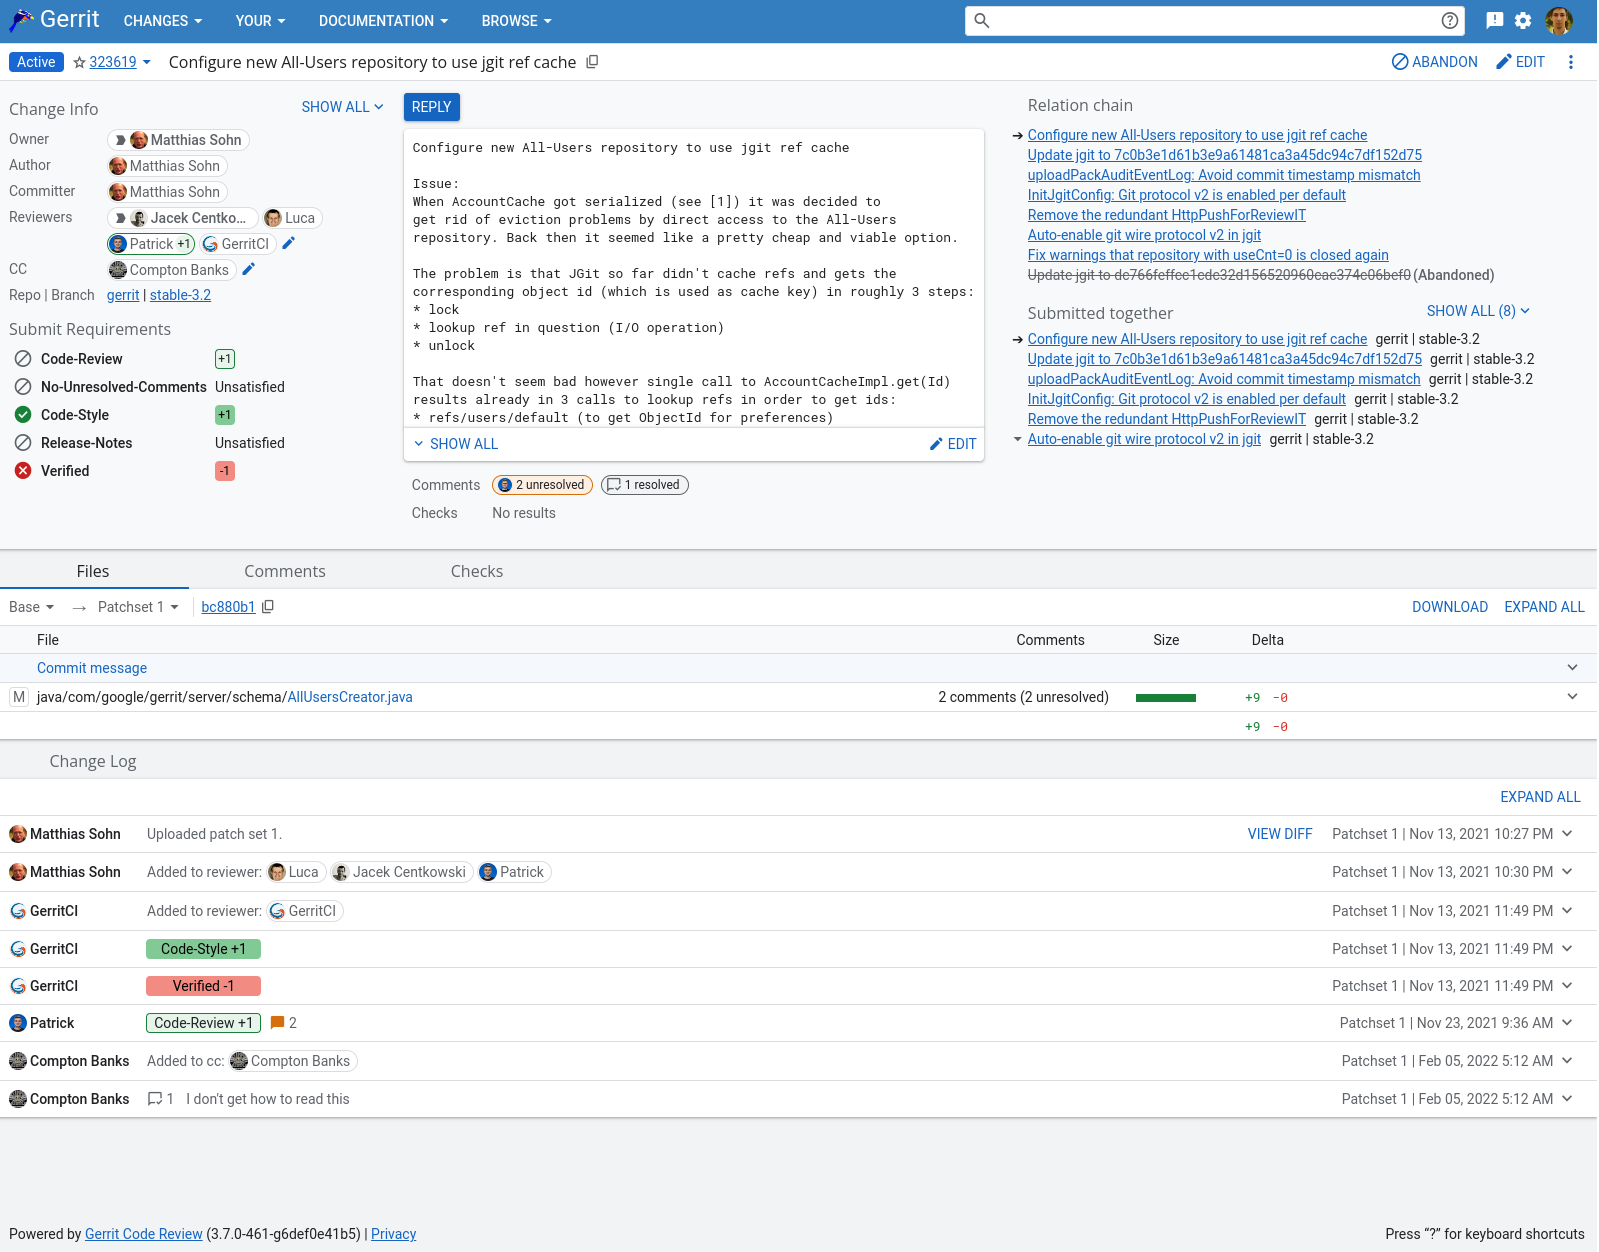 Gerrit CHANGES YOUR DOCUMENTATION BROWSE
Active 323619 Configure new All-Users repository to use jgit ref cache ABANDON EDIT
Change Info SHOW ALL
Owner Matthias Sohn
Author Matthias Sohn
Committer Matthias Sohn
Reviewers Jacek Centko... Luca
Patrick +1 GerritCI
CC Compton Banks
Repo | Branch gerrit | stable-3.2
Submit Requirements
Code-Review +1
No-Unresolved-Comments Unsatisfied
Code-Style +1
Release-Notes Unsatisfied
Verified -1
REPLY
Configure new All-Users repository to use jgit ref cache
Issue:
When AccountCache got serialized (see [1]) it was decided to
get rid of eviction problems by direct access to the All-Users
repository. Back then it seemed like a pretty cheap and viable option.
The problem is that JGit so far didn't cache refs and gets the
corresponding object id (which is used as cache key) in roughly 3 steps:
* lock
* lookup ref in question (I/O operation)
* unlock
That doesn't seem bad however single call to AccountCacheImpl.get(Id)
results already in 3 calls to lookup refs in order to get ids:
* refs/users/default (to get ObjectId for preferences)
SHOW ALL EDIT
Comments 2 unresolved 1 resolved
Checks No results
Relation chain
➔ Configure new All-Users repository to use jgit ref cache
Update jgit to 7c0b3e1d61b3e9a61481ca3a45dc94c7df152d75
uploadPackAuditEventLog: Avoid commit timestamp mismatch
InitJgitConfig: Git protocol v2 is enabled per default
Remove the redundant HttpPushForReviewIT
Auto-enable git wire protocol v2 in jgit
Fix warnings that repository with useCnt=0 is closed again
Update jgit to dc766feffcc1cdc32d156520960cac374c06bef0 (Abandoned)
Submitted together SHOW ALL (8)
➔ Configure new All-Users repository to use jgit ref cache gerrit | stable-3.2
Update jgit to 7c0b3e1d61b3e9a61481ca3a45dc94c7df152d75 gerrit | stable-3.2
uploadPackAuditEventLog: Avoid commit timestamp mismatch gerrit | stable-3.2
InitJgitConfig: Git protocol v2 is enabled per default gerrit | stable-3.2
Remove the redundant HttpPushForReviewIT gerrit | stable-3.2
Auto-enable git wire protocol v2 in jgit gerrit | stable-3.2
Files Comments Checks
Base → Patchset 1 bc880b1 DOWNLOAD EXPAND ALL
File Comments Size Delta
Commit message
M java/com/google/gerrit/server/schema/AllUsersCreator.java 2 comments (2 unresolved) +9 -0
+9 -0
Change Log
EXPAND ALL
Matthias Sohn Uploaded patch set 1. VIEW DIFF Patchset 1 | Nov 13, 2021 10:27 PM
Matthias Sohn Added to reviewer: Luca Jacek Centkowski Patrick Patchset 1 | Nov 13, 2021 10:30 PM
GerritCI Added to reviewer: GerritCI Patchset 1 | Nov 13, 2021 11:49 PM
GerritCI Code-Style +1 Patchset 1 | Nov 13, 2021 11:49 PM
GerritCI Verified -1 Patchset 1 | Nov 13, 2021 11:49 PM
Patrick Code-Review +1 2 Patchset 1 | Nov 23, 2021 9:36 AM
Compton Banks Added to cc: Compton Banks Patchset 1 | Feb 05, 2022 5:12 AM
Compton Banks 1 I don't get how to read this Patchset 1 | Feb 05, 2022 5:12 AM
Powered by Gerrit Code Review (3.7.0-461-g6def0e41b5) | Privacy Press “?” for keyboard shortcuts